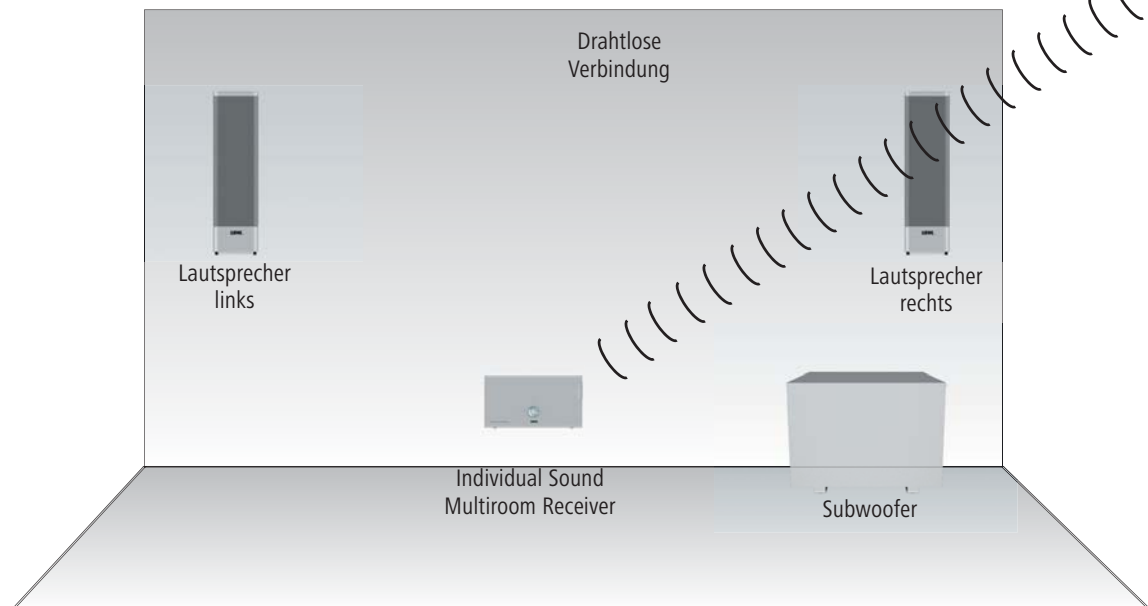 Drahtlose
Verbindung
Lautsprecher
links
Lautsprecher
rechts
Individual Sound
Multiroom Receiver
Subwoofer